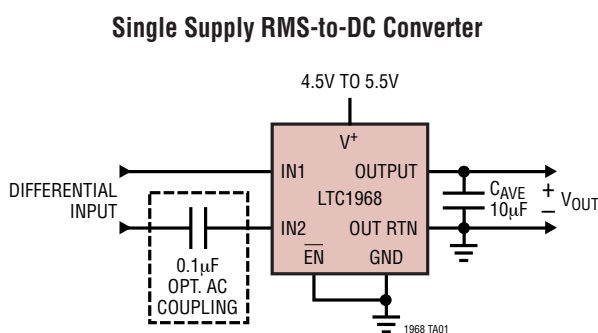 Single Supply RMS-to-DC Converter
4.5V TO 5.5V
V+
IN1
OUTPUT
LTC1968
DIFFERENTIAL
INPUT
CAVE
10µF
+
–
VOUT
IN2
OUT RTN
EN
GND
0.1µF
OPT. AC
COUPLING
1968 TA01